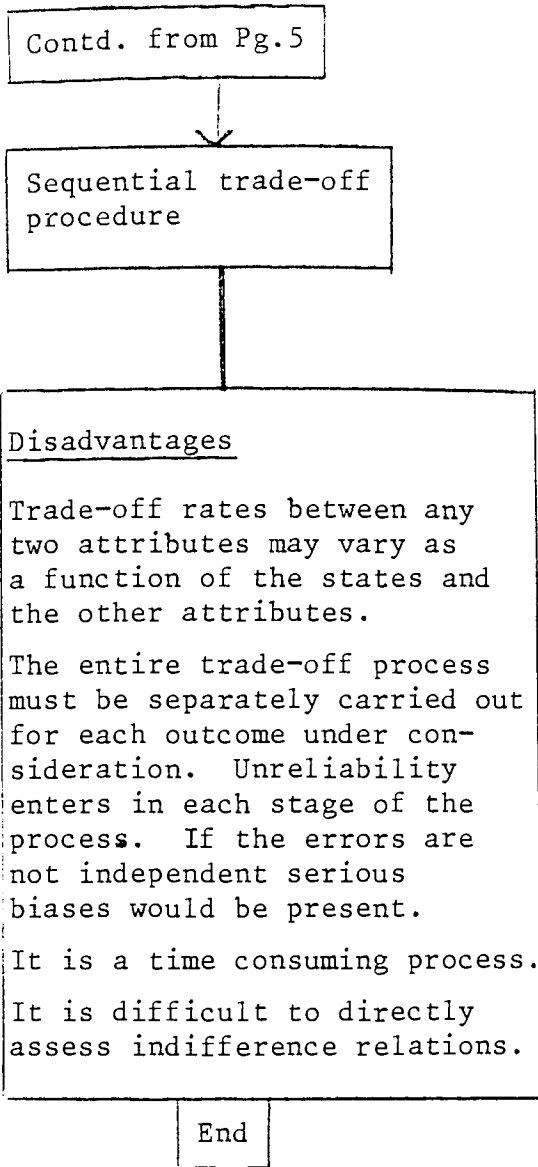 Contd. from Pg.5
Sequential trade-off
procedure
Disadvantages
Trade-off rates between any
two attributes may vary as
a function of the states and
the other attributes.
The entire trade-off process
must be separately carried out
for each outcome under con-
sideration. Unreliability
enters in each stage of the
process. If the errors are
not independent serious
biases would be present.
It is a time consuming process.
It is difficult to directly
assess indifference relations.
End